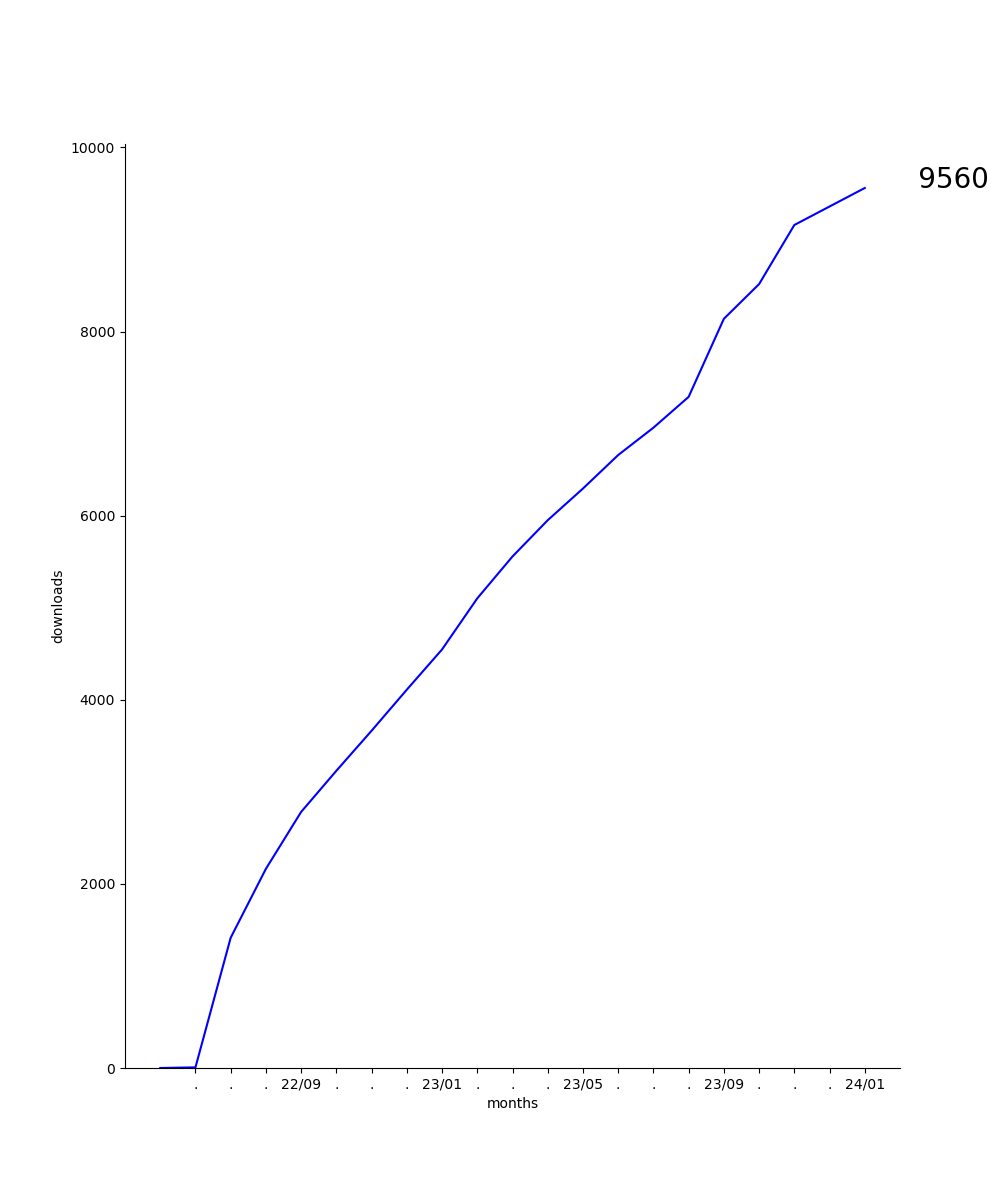 10000
9560
8000
6000
downloads
4000
2000
0
. . . 22/09 . . . 23/01 . . . 23/05 . . . 23/09 . . . 24/01
months